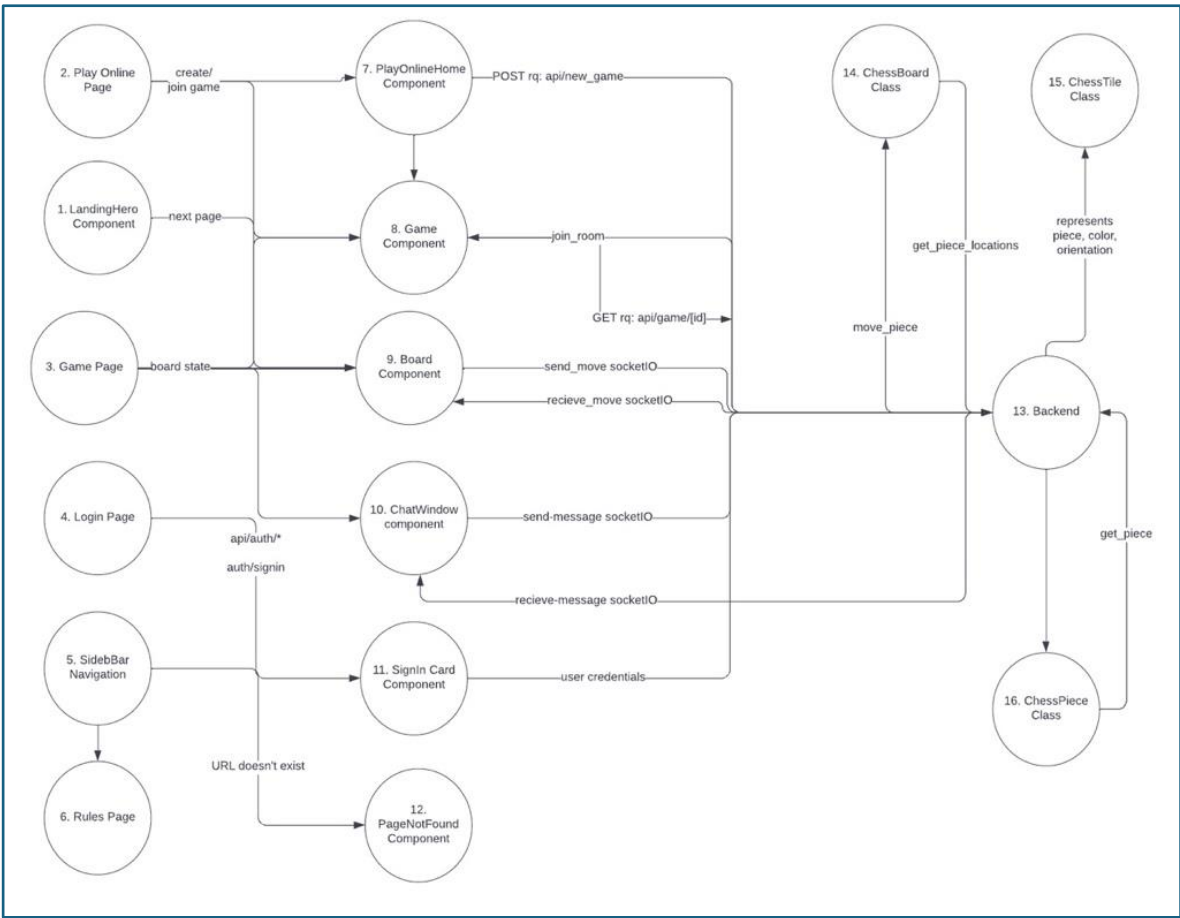 2. Play Online
Page
create/
join game
7. PlayOnlineHome
Component
POST rq: api/new_game
14. ChessBoard
Class
15. ChessTile
Class
1. LandingHero
Component
next page
8. Game
Component
join_room
GET rq: api/game/[id]
get_piece_locations
represents
piece, color,
orientation
3. Game Page
board state
9. Board
Component
send_move socketIO
recieve_move socketIO
move_piece
13. Backend
4. Login Page
api/auth/*
auth/signin
10. ChatWindow
component
send-message socketIO
recieve-message socketIO
get_piece
5. SidebBar
Navigation
11. SignIn Card
Component
user credentials
16. ChessPiece
Class
6. Rules Page
URL doesn't exist
12.
PageNotFound
Component